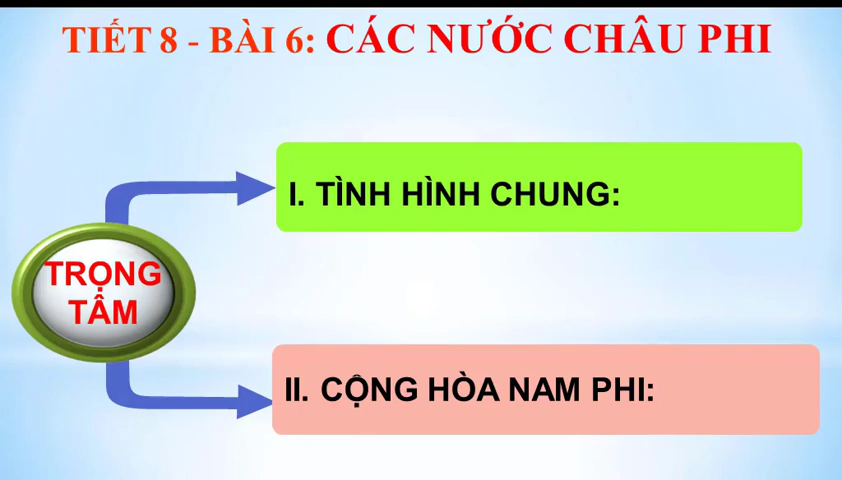 TIẾT 8 - BÀI 6: CÁC NƯỚC CHÂU PHI
I. TÌNH HÌNH CHUNG:
TRỌNG
TÂM
II. CỘNG HÒA NAM PHI: